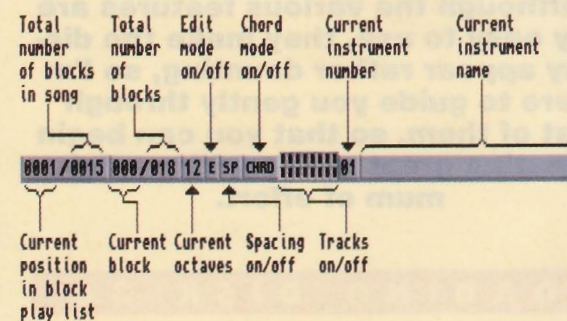 Total
number
of blocks
in song
Total
number
of
blocks
Edit
mode
on/off
Chord
mode
on/off
Current
instrument
number
Current
instrument
name
0001/0015 000/018 12 E SP CHRD 01
Current
position
in block
play list
Current
block
Current
octaves
Spacing
on/off
Tracks
on/off